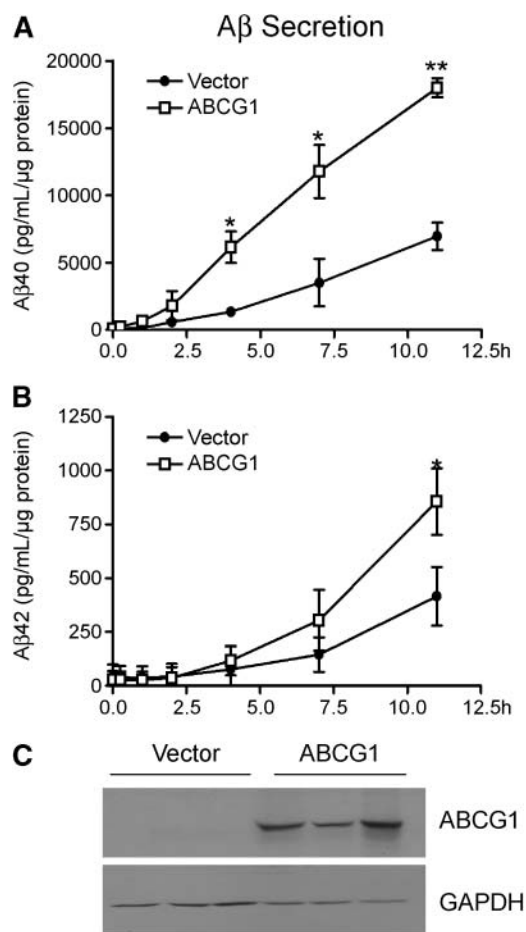 A
Aβ Secretion
Vector
ABCG1
Aβ40 (pg/mL/µg protein)
20000
15000
10000
5000
0
*
*
**
0.0
2.5
5.0
7.5
10.0
12.5h
B
Vector
ABCG1
Aβ42 (pg/mL/µg protein)
1250
1000
750
500
250
0
*
0.0
2.5
5.0
7.5
10.0
12.5h
C
Vector
ABCG1
ABCG1
GAPDH